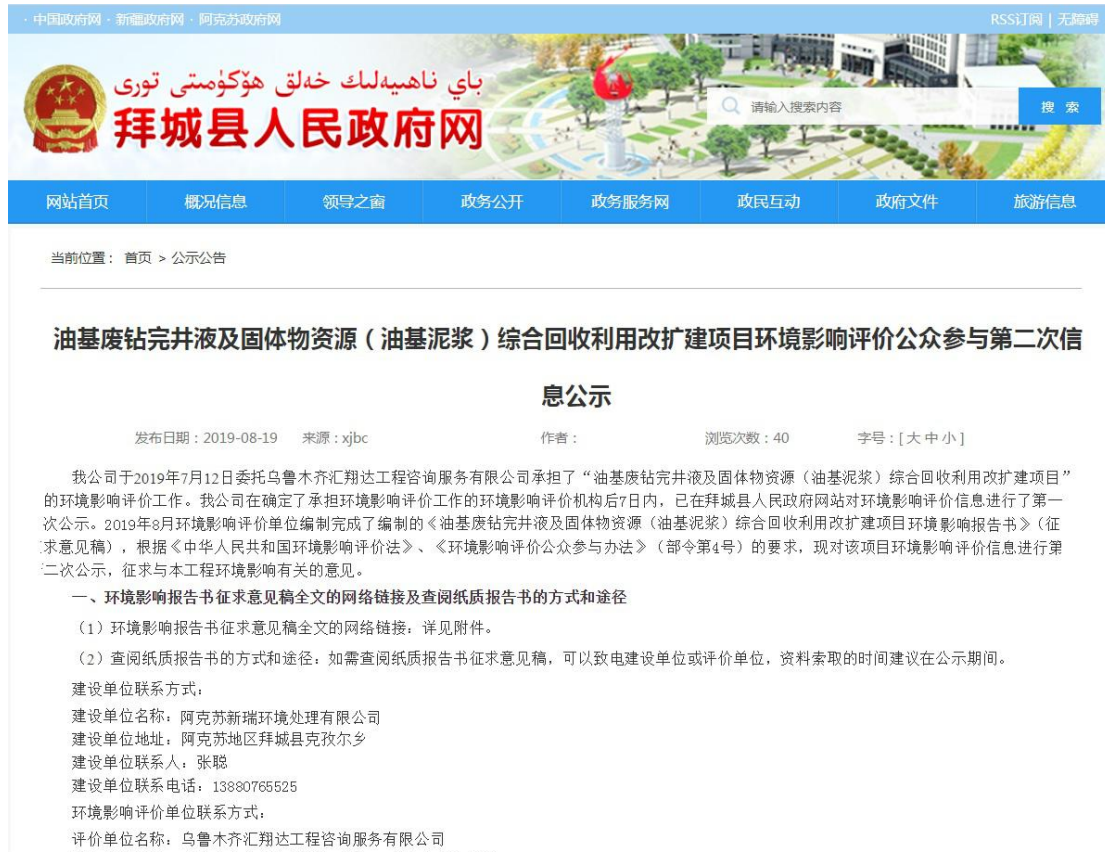 · 中国政府网 · 新疆政府网 · 阿克苏政府网
RSS订阅 | 无障碍
باي ناھىيەلىك خەلق ھۆكۈمىتى تورى
拜城县人民政府网
请输入搜索内容
搜 索
网站首页 概况信息 领导之窗 政务公开 政务服务网 政民互动 政府文件 旅游信息
当前位置： 首页 > 公示公告
油基废钻完井液及固体物资源（油基泥浆）综合回收利用改扩建项目环境影响评价公众参与第二次信
息公示
发布日期：2019-08-19 来源：xjbc 作者： 浏览次数：40 字号：[ 大 中 小 ]
我公司于2019年7月12日委托乌鲁木齐汇翔达工程咨询服务有限公司承担了“油基废钻完井液及固体物资源（油基泥浆）综合回收利用改扩建项目”
的环境影响评价工作。我公司在确定了承担环境影响评价工作的环境影响评价机构后7日内，已在拜城县人民政府网站对环境影响评价信息进行了第一
次公示。2019年8月环境影响评价单位编制完成了编制的《油基废钻完井液及固体物资源（油基泥浆）综合回收利用改扩建项目环境影响报告书》（征
求意见稿），根据《中华人民共和国环境影响评价法》、《环境影响评价公众参与办法》（部令第4号）的要求，现对该项目环境影响评价信息进行第
二次公示，征求与本工程环境影响有关的意见。
一、环境影响报告书征求意见稿全文的网络链接及查阅纸质报告书的方式和途径
（1）环境影响报告书征求意见稿全文的网络链接：详见附件。
（2）查阅纸质报告书的方式和途径：如需查阅纸质报告书征求意见稿，可以致电建设单位或评价单位，资料索取的时间建议在公示期间。
建设单位联系方式：
建设单位名称：阿克苏新瑞环境处理有限公司
建设单位地址：阿克苏地区拜城县克孜尔乡
建设单位联系人：张聪
建设单位联系电话：13880765525
环境影响评价单位联系方式：
评价单位名称：乌鲁木齐汇翔达工程咨询服务有限公司